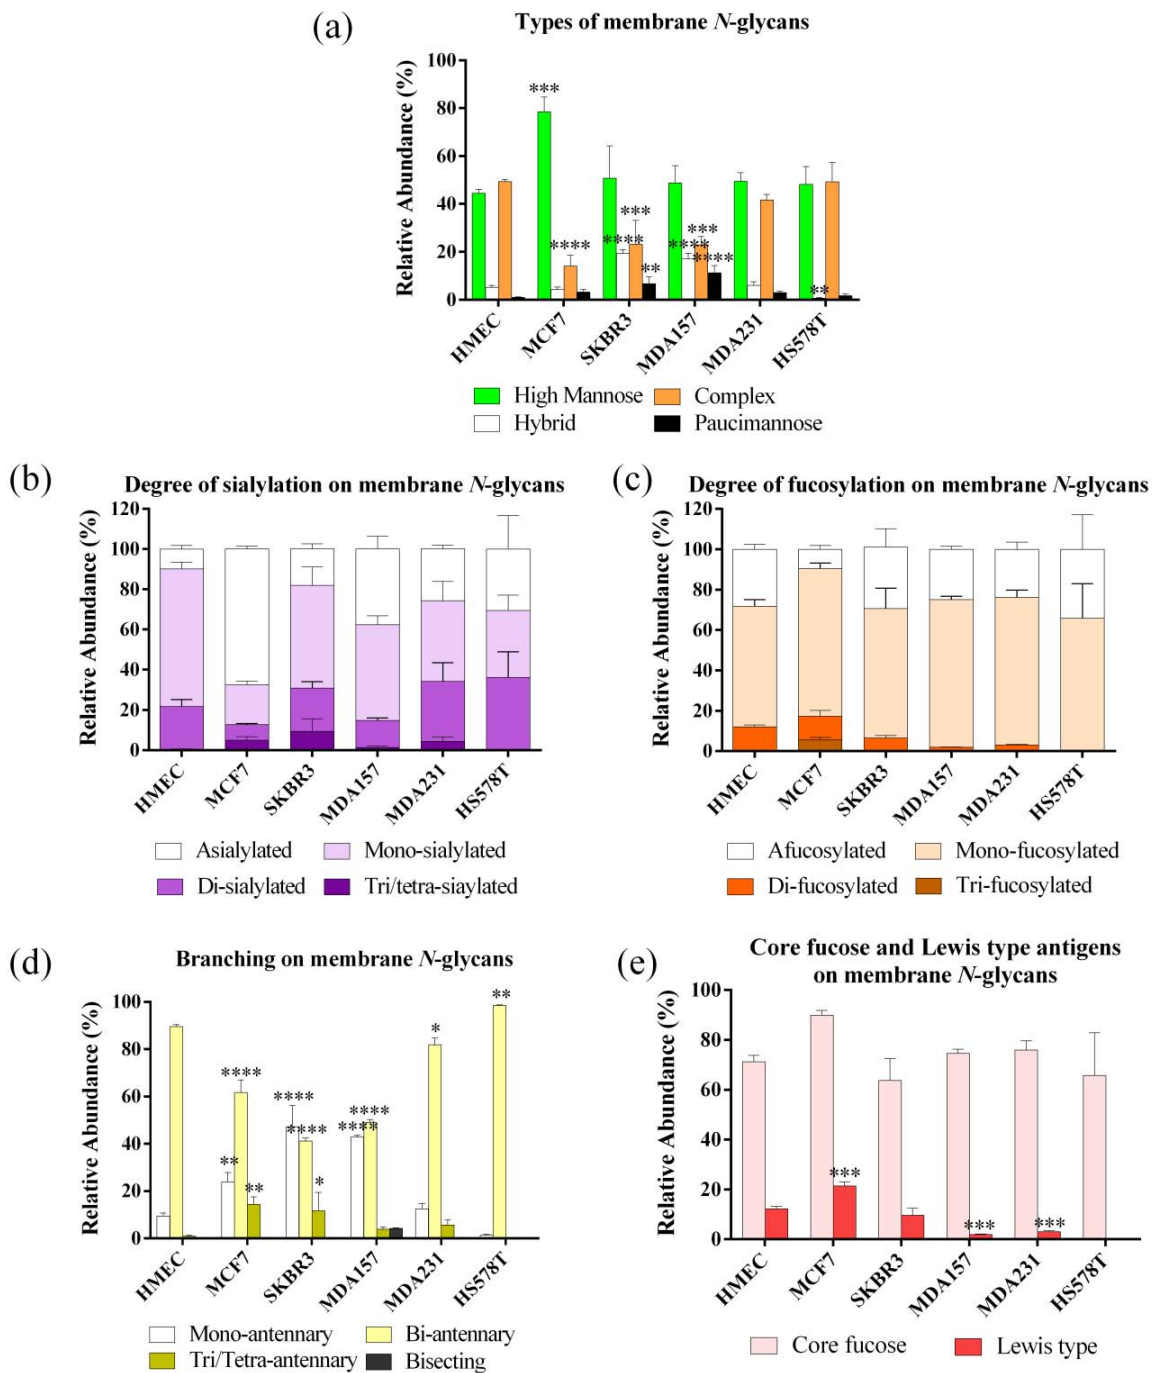 (a)
Types of membrane N-glycans
Relative Abundance (%)
100
80
60
40
20
0
***
****
***
****
**
***
****
****
**
HMEC
MCF7
SKBR3
MDA157
MDA231
HS578T
High Mannose
Complex
Hybrid
Paucimannose
(b)
Degree of sialylation on membrane N-glycans
Relative Abundance (%)
120
100
80
60
40
20
0
HMEC
MCF7
SKBR3
MDA157
MDA231
HS578T
Asialylated
Mono-sialylated
Di-sialylated
Tri/tetra-siaylated
(c)
Degree of fucosylation on membrane N-glycans
Relative Abundance (%)
120
100
80
60
40
20
0
HMEC
MCF7
SKBR3
MDA157
MDA231
HS578T
Afucosylated
Mono-fucosylated
Di-fucosylated
Tri-fucosylated
(d)
Branching on membrane N-glycans
Relative Abundance (%)
100
80
60
40
20
0
**
****
**
****
****
*
****
****
*
**
HMEC
MCF7
SKBR3
MDA157
MDA231
HS578T
Mono-antennary
Bi-antennary
Tri/Tetra-antennary
Bisecting
(e)
Core fucose and Lewis type antigens
on membrane N-glycans
Relative Abundance (%)
100
80
60
40
20
0
***
***
***
HMEC
MCF7
SKBR3
MDA157
MDA231
HS578T
Core fucose
Lewis type